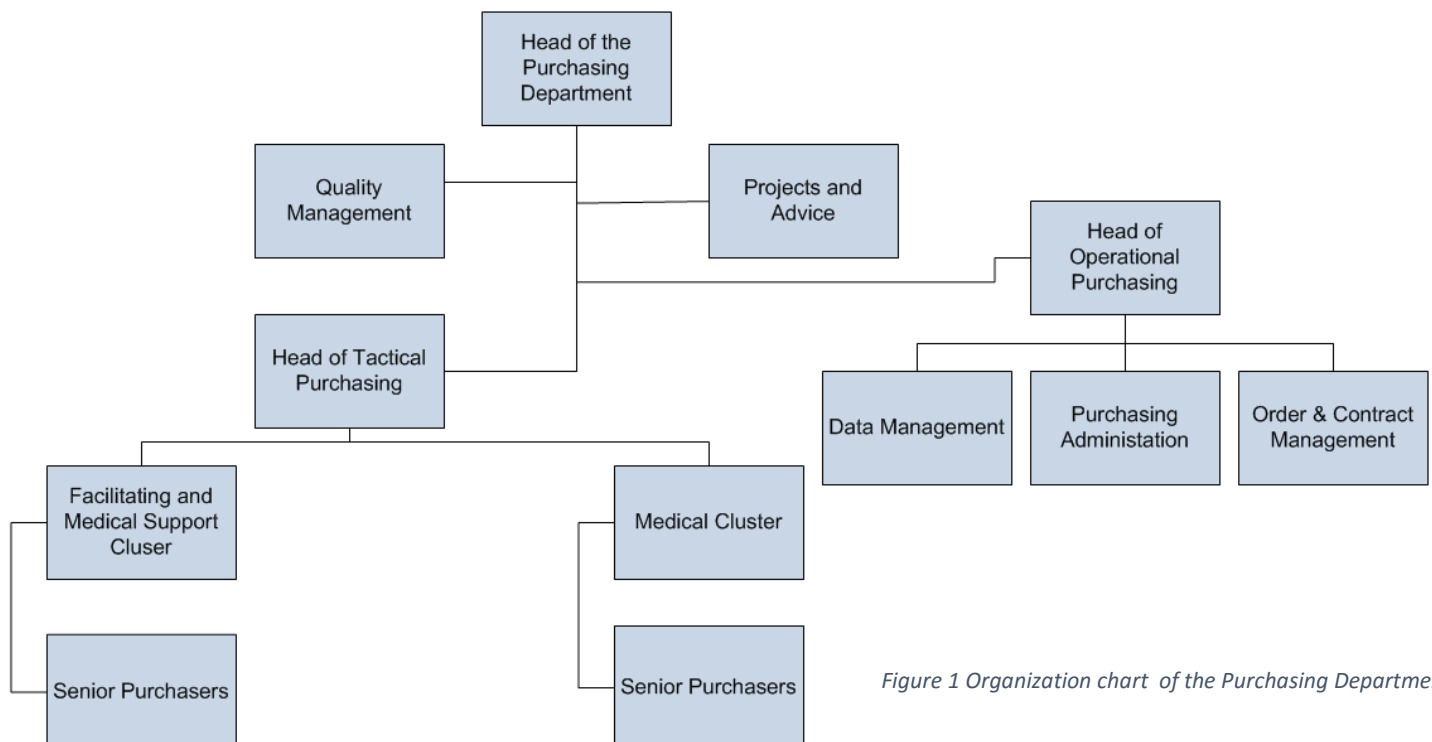 Head of the
Purchasing
Department
Quality
Management
Projects and
Advice
Head of
Operational
Purchasing
Head of Tactical
Purchasing
Data Management
Purchasing
Administation
Order & Contract
Management
Facilitating and
Medical Support
Cluser
Medical Cluster
Senior Purchasers
Senior Purchasers
Figure 1 Organization chart of the Purchasing Departme